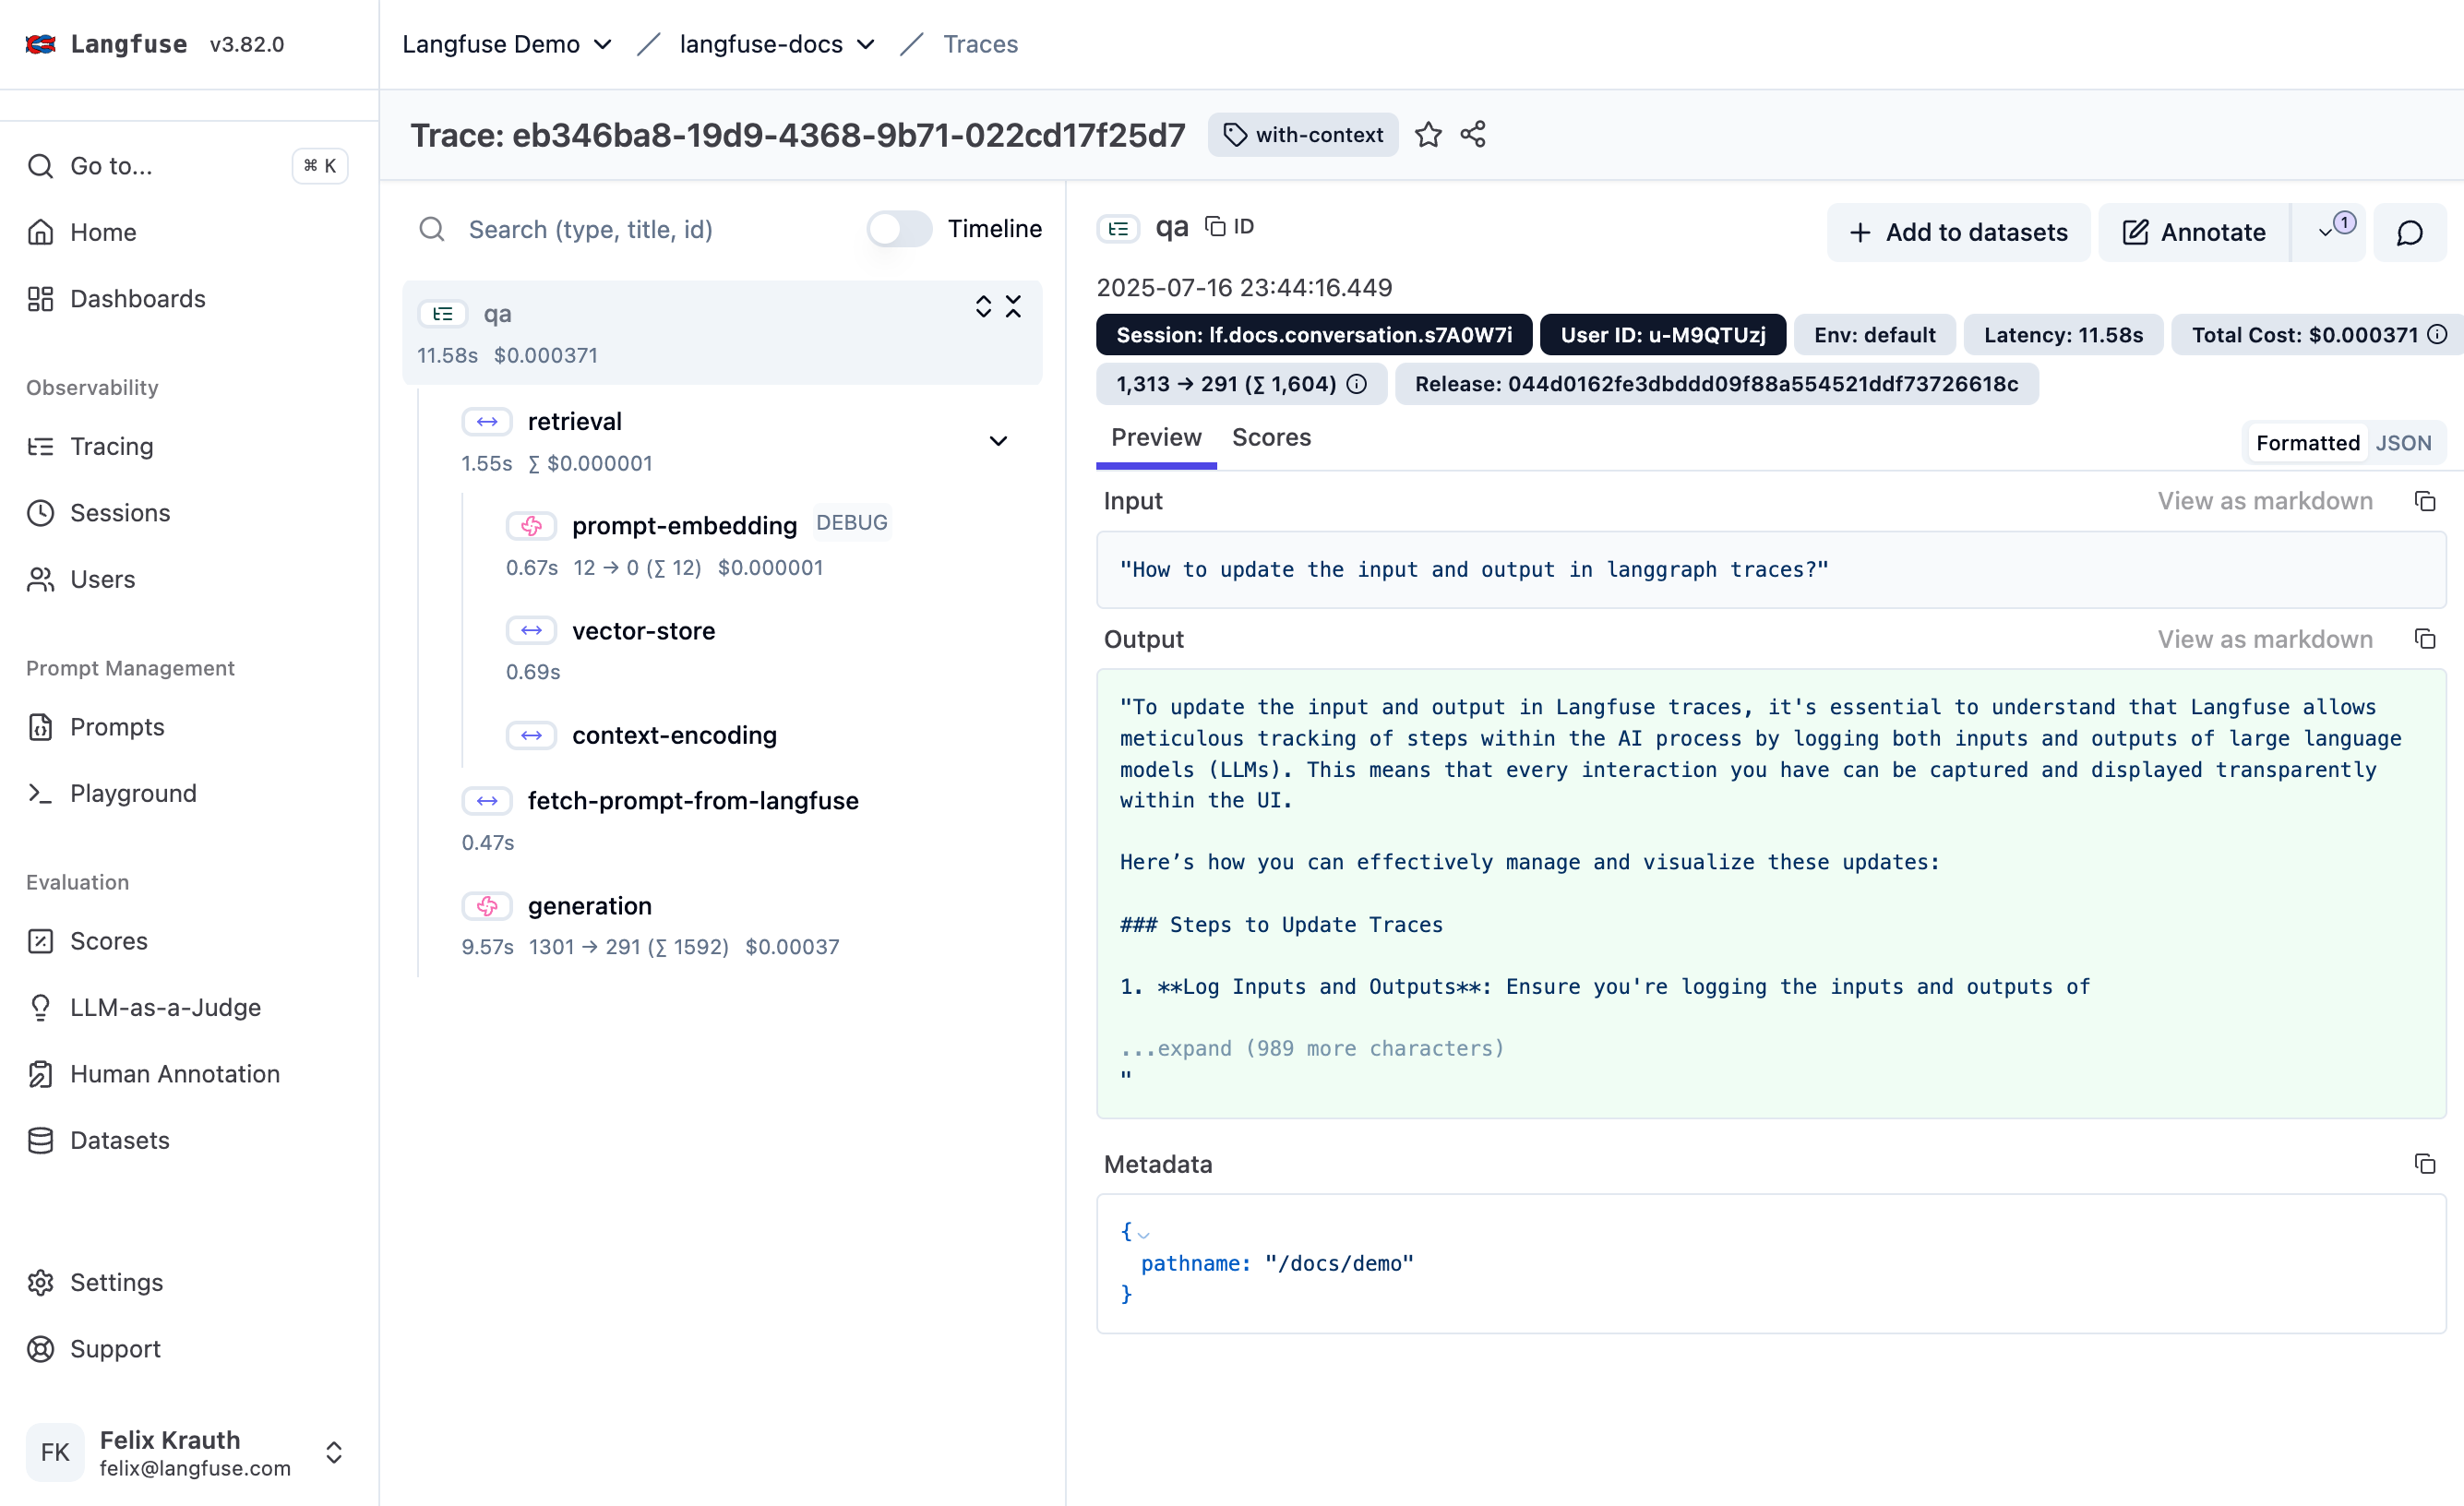 Langfuse v3.82.0
Langfuse Demo / langfuse-docs / Traces
Go to...
⌘ K
Home
Dashboards
Observability
Tracing
Sessions
Users
Prompt Management
Prompts
Playground
Evaluation
Scores
LLM-as-a-Judge
Human Annotation
Datasets
Settings
Support
FK
Felix Krauth
felix@langfuse.com
Trace: eb346ba8-19d9-4368-9b71-022cd17f25d7
with-context
Search (type, title, id)
Timeline
qa
11.58s $0.000371
retrieval
1.55s ∑ $0.000001
prompt-embedding DEBUG
0.67s 12 → 0 (∑ 12) $0.000001
vector-store
0.69s
context-encoding
fetch-prompt-from-langfuse
0.47s
generation
9.57s 1301 → 291 (∑ 1592) $0.00037
qa ID
+ Add to datasets
Annotate
1
2025-07-16 23:44:16.449
Session: lf.docs.conversation.s7A0W7i
User ID: u-M9QTUzj
Env: default
Latency: 11.58s
Total Cost: $0.000371
1,313 → 291 (∑ 1,604)
Release: 044d0162fe3dbddd09f88a554521ddf73726618c
Preview
Scores
Formatted
JSON
Input
View as markdown
"How to update the input and output in langgraph traces?"
Output
View as markdown
"To update the input and output in Langfuse traces, it's essential to understand that Langfuse allows
meticulous tracking of steps within the AI process by logging both inputs and outputs of large language
models (LLMs). This means that every interaction you have can be captured and displayed transparently
within the UI.
Here’s how you can effectively manage and visualize these updates:
### Steps to Update Traces
1. **Log Inputs and Outputs**: Ensure you're logging the inputs and outputs of
...expand (989 more characters)
"
Metadata
{
pathname: "/docs/demo"
}